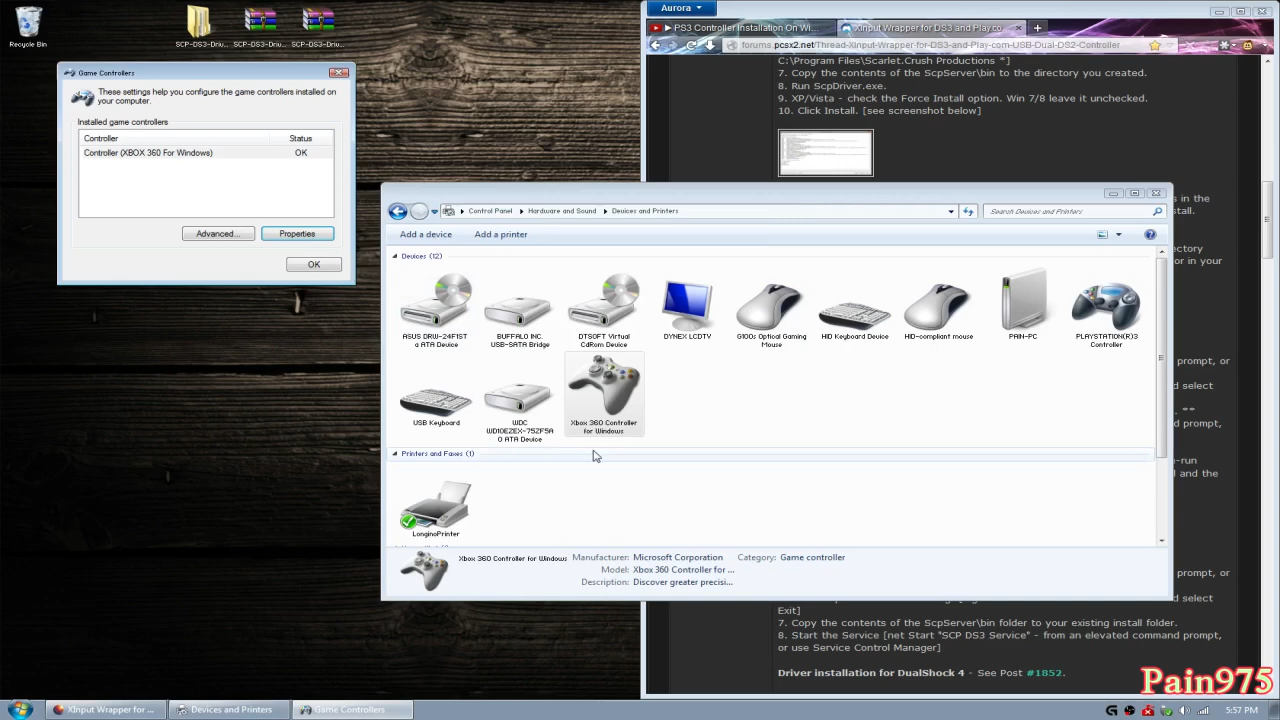 Recycle Bin
SCP-DS3-Driv...
SCP-DS3-Driv...
SCP-DS3-Driv...
Game Controllers
These settings help you configure the game controllers installed on
your computer.
Installed game controllers
Controller Status
Controller (XBOX 360 For Windows) OK
Advanced... Properties
OK
Aurora
PS3 Controller Installation On Wi...
XInput Wrapper for DS3 and Play.co...
forums.pcsx2.net/Thread-XInput-Wrapper-for-DS3-and-Play-com-USB-Dual-DS2-Controller
C:\Program Files\Scarlet.Crush Productions *]
7. Copy the contents of the ScpServer\bin to the directory you created.
8. Run ScpDriver.exe.
9. XP/Vista - check the Force Install option. Win 7/8 leave it unchecked.
10. Click Install. [see screenshot below]
s in the
stall.
ectory
or in your
prompt, or
d select
. **
prompt,
n-run
d and the
Control Panel Hardware and Sound Devices and Printers
Search Devices and Printers
Add a device Add a printer
Devices (12)
ASUS DRW-24F1ST
a ATA Device
BUFFALO INC.
USB-SATA Bridge
DTSOFT Virtual
CdRom Device
DYNEX LCDTV
G100s Optical Gaming
Mouse
HID Keyboard Device
HID-compliant mouse
PAIN-PC
PLAYSTATION(R)3
Controller
USB Keyboard
WDC
WD10EZEX-75ZF5A
0 ATA Device
Xbox 360 Controller
for Windows
Printers and Faxes (1)
LonginoPrinter
Xbox 360 Controller for Windows
Manufacturer: Microsoft Corporation
Category: Game controller
Model: Xbox 360 Controller for ...
Description: Discover greater precisi...
prompt, or
d select
Exit]
7. Copy the contents of the ScpServer\bin folder to your existing install folder.
8. Start the Service [net Start "SCP DS3 Service" - from an elevated command prompt,
or use Service Control Manager]
Driver installation for DualShock 4 - See Post #1852.
Pain975
XInput Wrapper for ...
Devices and Printers
Game Controllers
5:57 PM